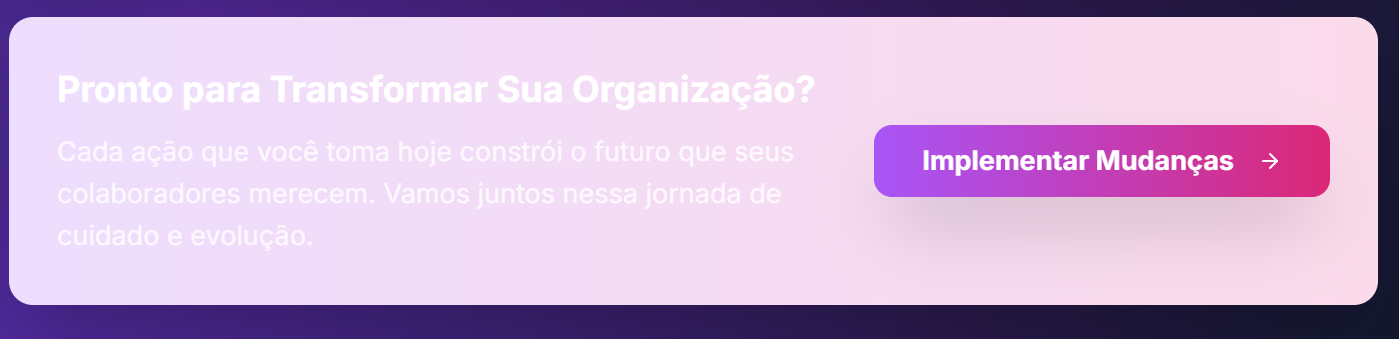 Pronto para Transformar Sua Organização?
Cada ação que você toma hoje constrói o futuro que seus
colaboradores merecem. Vamos juntos nessa jornada de
cuidado e evolução.
Implementar Mudanças →